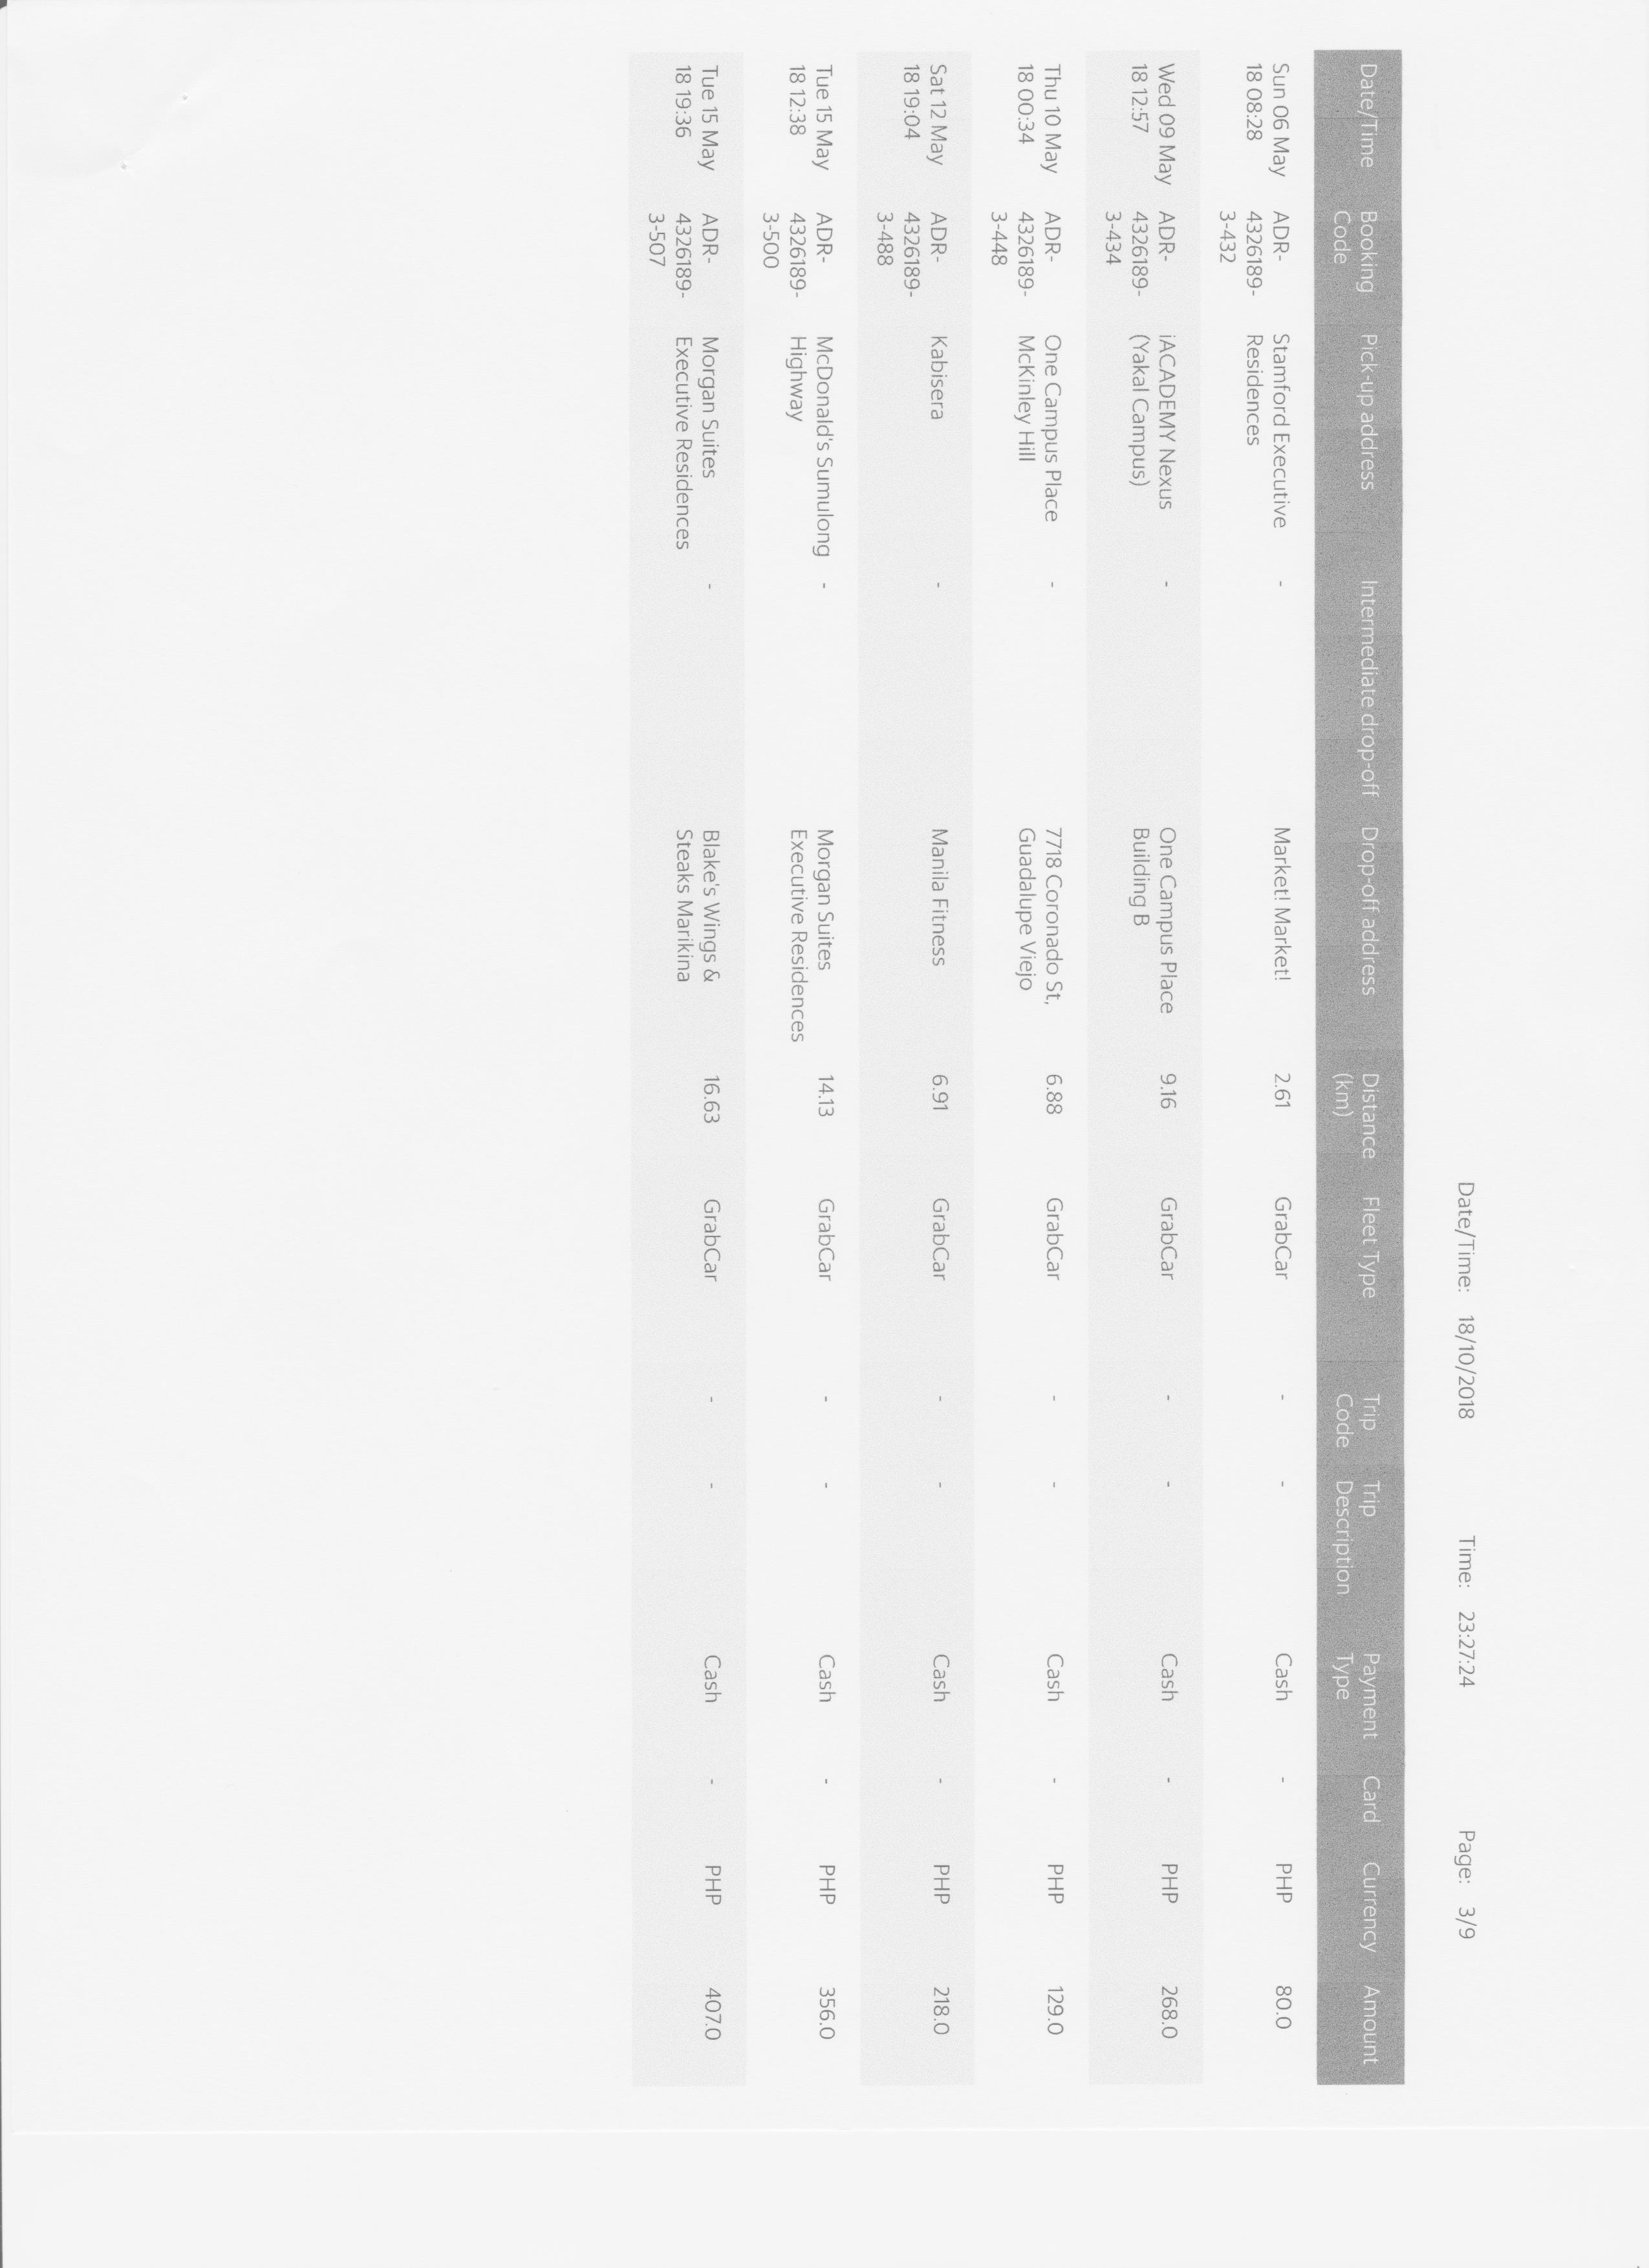 Date/Time: 18/10/2018 Time: 23:27:24 Page: 3/9
Date/Time Booking Pick-up address Intermediate drop-off Drop-off address Distance Fleet Type Trip Trip Payment Card Currency Amount
Code (km) Code Description Type
Sun 06 May ADR- Stamford Executive - Market! Market! 2.61 GrabCar - - Cash - PHP 80.0
18 08:28 4326189- Residences
3-432
Wed 09 May ADR- iACADEMY Nexus - One Campus Place 9.16 GrabCar - - Cash - PHP 268.0
18 12:57 4326189- (Yakal Campus) Building B
3-434
Thu 10 May ADR- One Campus Place - 7718 Coronado St, 6.88 GrabCar - - Cash - PHP 129.0
18 00:34 4326189- McKinley Hill Guadalupe Viejo
3-448
Sat 12 May ADR- Kabisera - Manila Fitness 6.91 GrabCar - - Cash - PHP 218.0
18 19:04 4326189-
3-488
Tue 15 May ADR- McDonald's Sumulong - Morgan Suites 14.13 GrabCar - - Cash - PHP 356.0
18 12:38 4326189- Highway Executive Residences
3-500
Tue 15 May ADR- Morgan Suites - Blake's Wings & 16.63 GrabCar - - Cash - PHP 407.0
18 19:36 4326189- Executive Residences Steaks Marikina
3-507